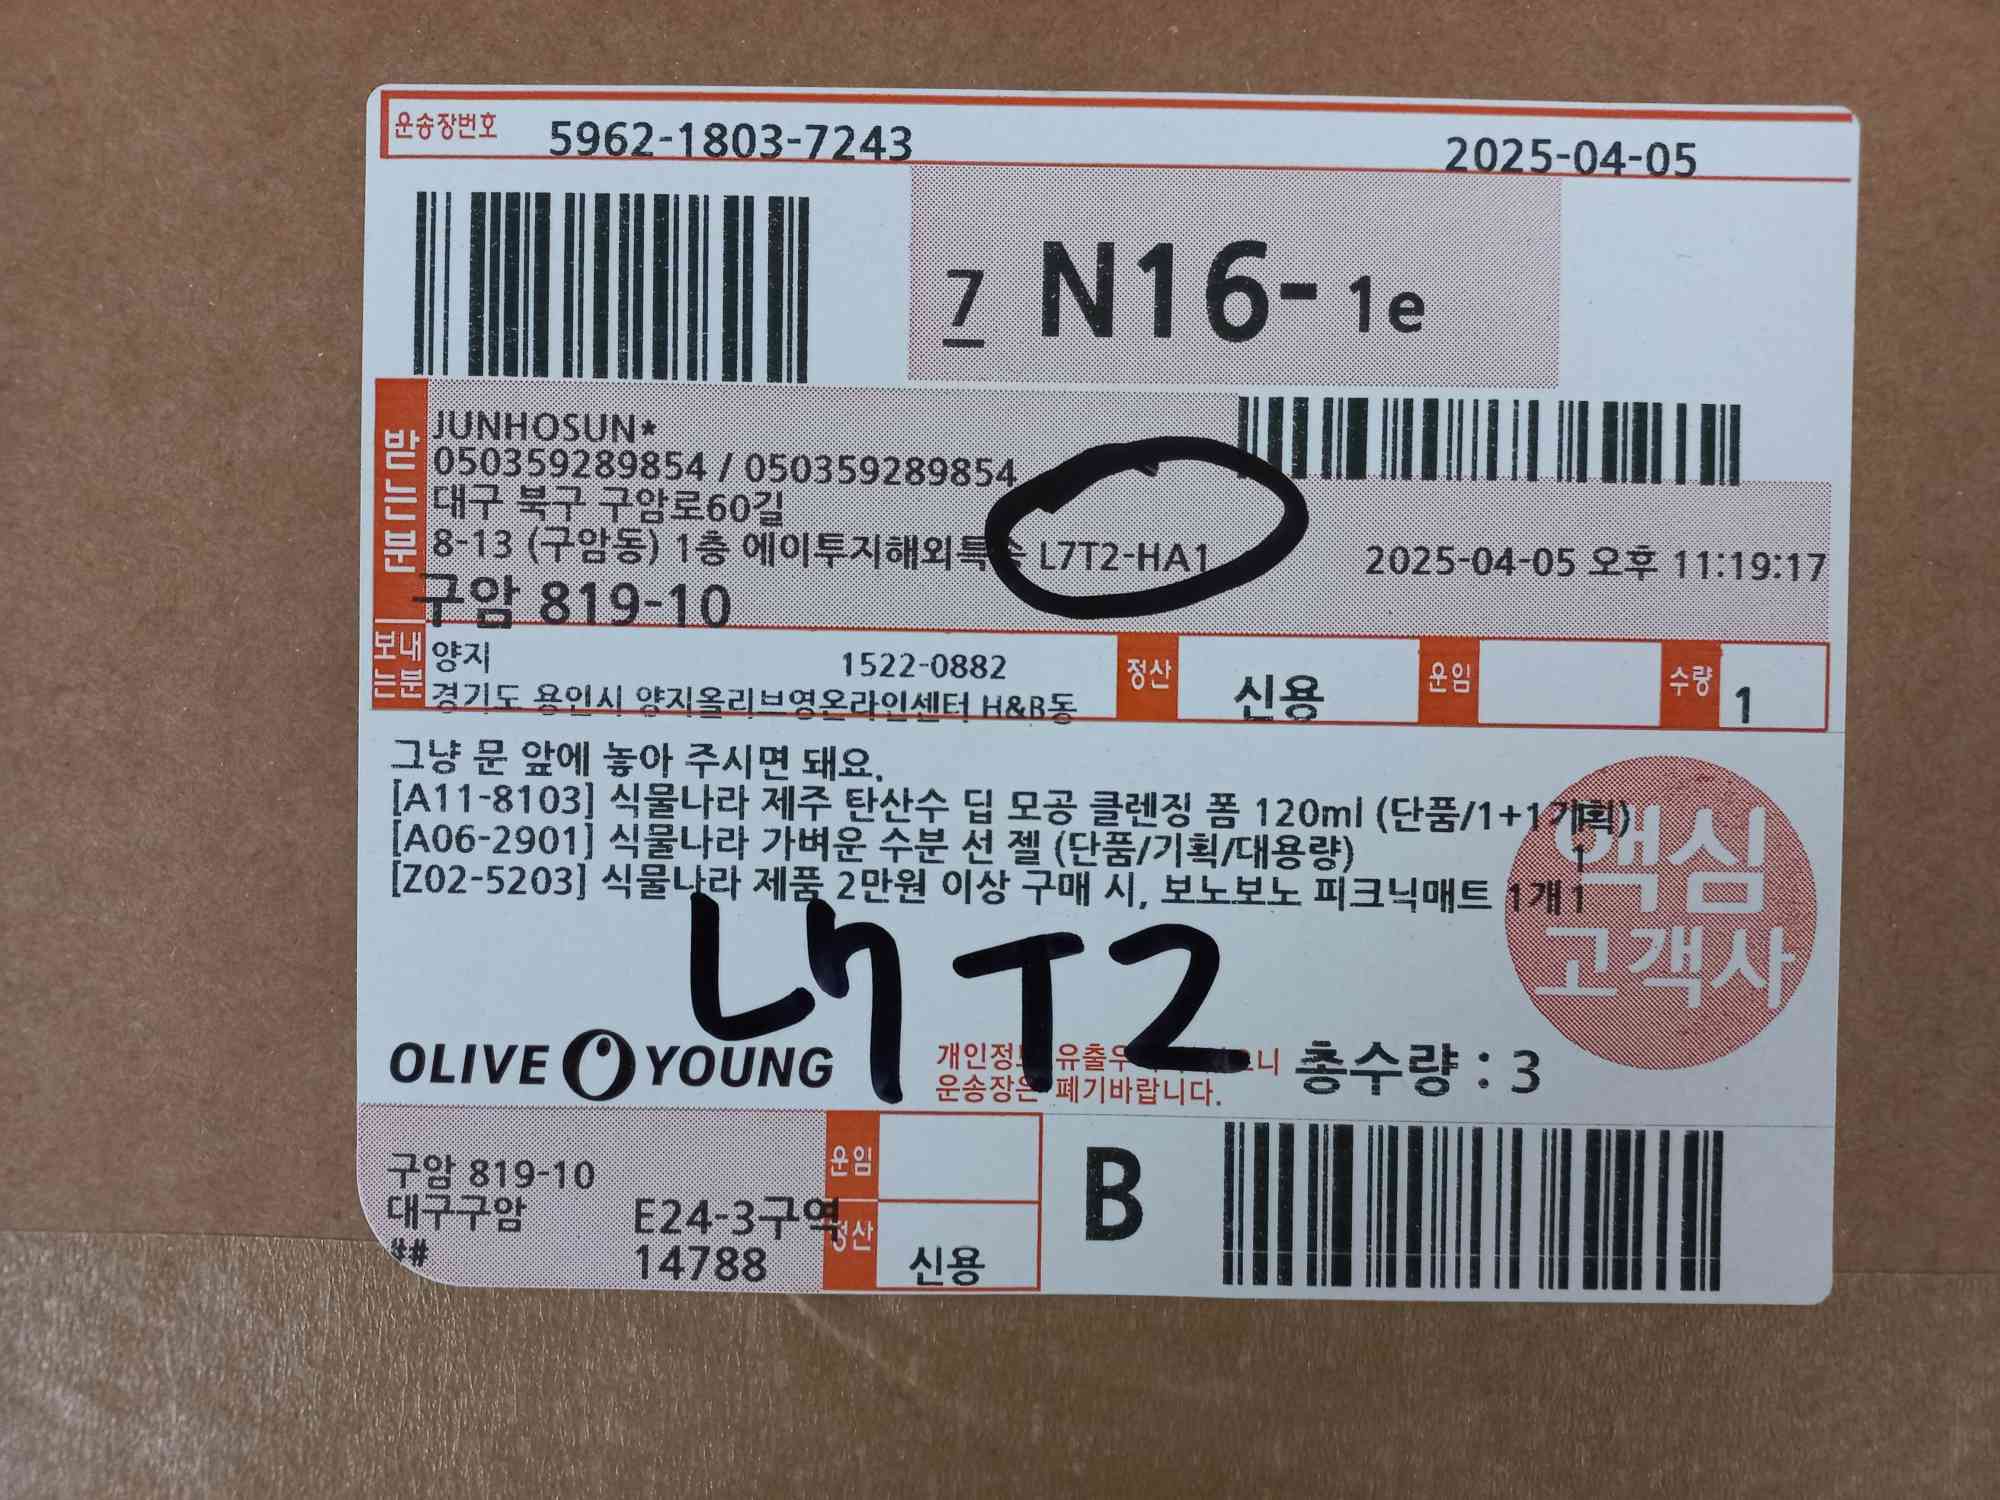 운송장번호 5962-1803-7243 2025-04-05
7 N16- 1e
받는분
JUNHOSUN*
050359289854 / 050359289854
대구 북구 구암로60길
8-13 (구암동) 1층 에이투지해외특송 L7T2-HA1 2025-04-05 오후 11:19:17
구암 819-10
보내는분 양지 1522-0882 정산 신용 운임 수량 1
경기도 용인시 양지올리브영온라인센터 H&B동
그냥 문 앞에 놓아 주시면 돼요.
[A11-8103] 식물나라 제주 탄산수 딥 모공 클렌징 폼 120ml (단품/1+1기획)
[A06-2901] 식물나라 가벼운 수분 선 젤 (단품/기획/대용량) 1
[Z02-5203] 식물나라 제품 2만원 이상 구매 시, 보노보노 피크닉매트 1개1
핵심
고객사
L7T2
OLIVE YOUNG 개인정보 유출우 니 총수량 : 3
운송장은 폐기바랍니다.
구암 819-10 운임 B
대구구암 E24-3구역 정산 신용
## 14788